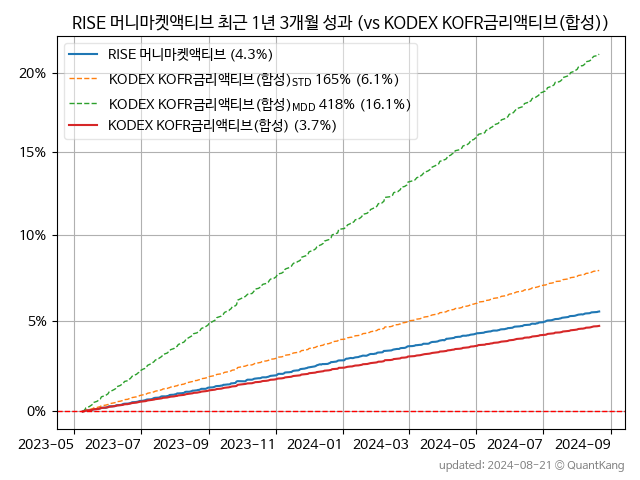 RISE 머니마켓액티브 최근 1년 3개월 성과 (vs KODEX KOFR금리액티브(합성))
RISE 머니마켓액티브 (4.3%)
KODEX KOFR금리액티브(합성)STD 165% (6.1%)
KODEX KOFR금리액티브(합성)MDD 418% (16.1%)
KODEX KOFR금리액티브(합성) (3.7%)
20%
15%
10%
5%
0%
2023-05 2023-07 2023-09 2023-11 2024-01 2024-03 2024-05 2024-07 2024-09
updated: 2024-08-21 © QuantKang